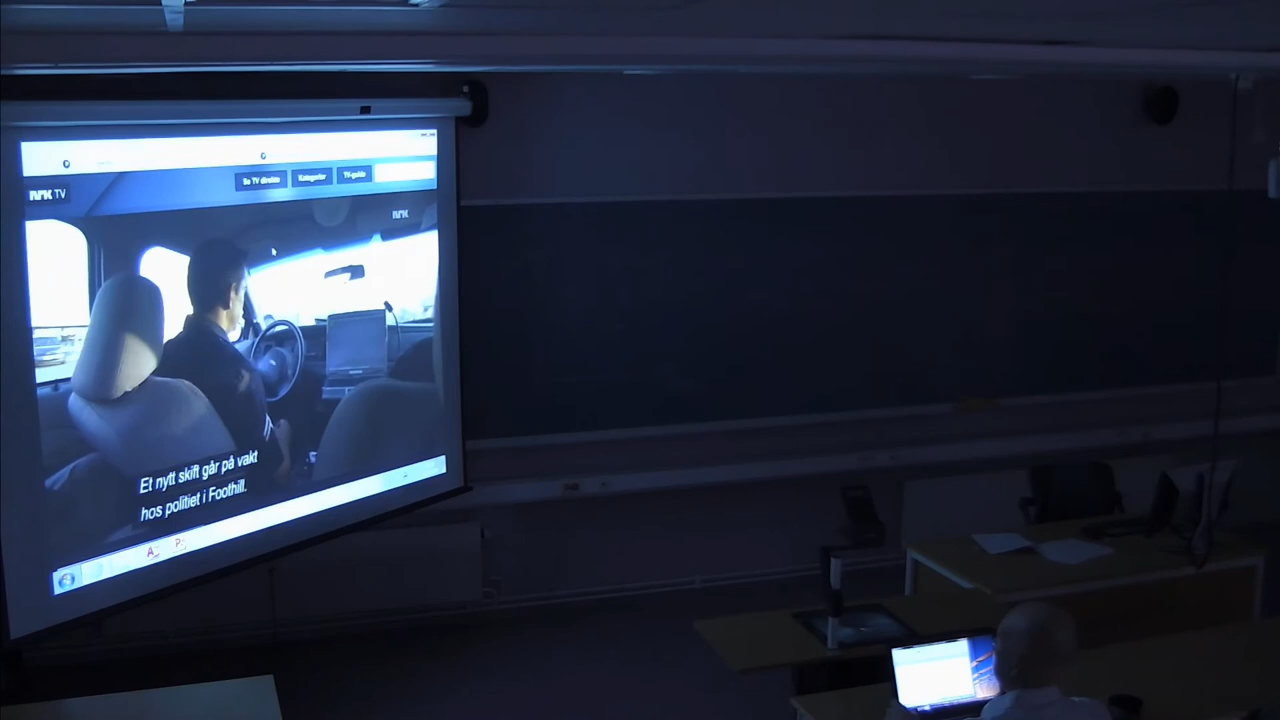 NRK TV
Se TV direkte
Kategorier
TV-guide
NRK
Et nytt skift går på vakt
hos politiet i Foothill.